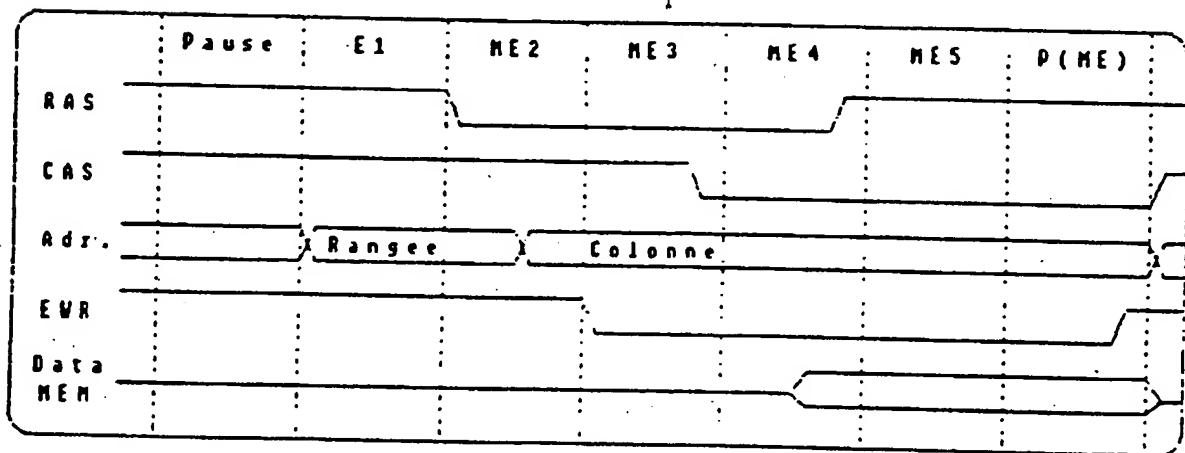 Pause E1 ME2 ME3 ME4 ME5 P(ME)
RAS
CAS
Adr. Rangee Colonne
EWR
Data
MEM